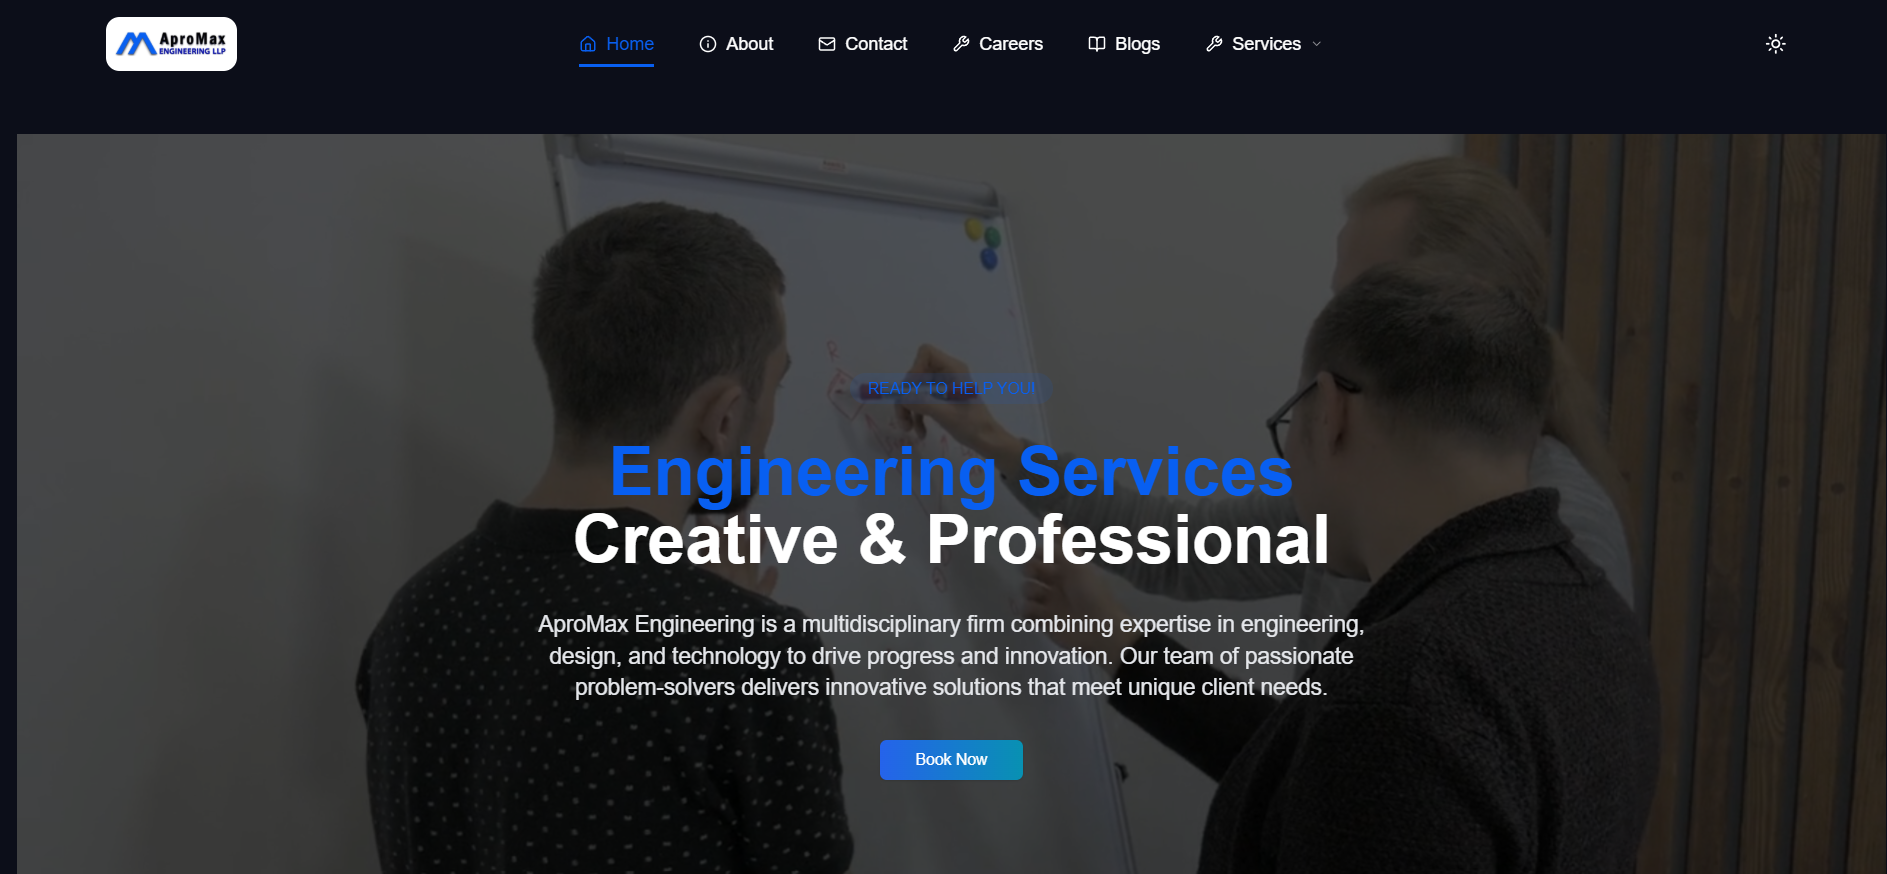 AproMax
ENGINEERING LLP
Home
About
Contact
Careers
Blogs
Services
READY TO HELP YOU!
Engineering Services
Creative & Professional
AproMax Engineering is a multidisciplinary firm combining expertise in engineering,
design, and technology to drive progress and innovation. Our team of passionate
problem-solvers delivers innovative solutions that meet unique client needs.
Book Now